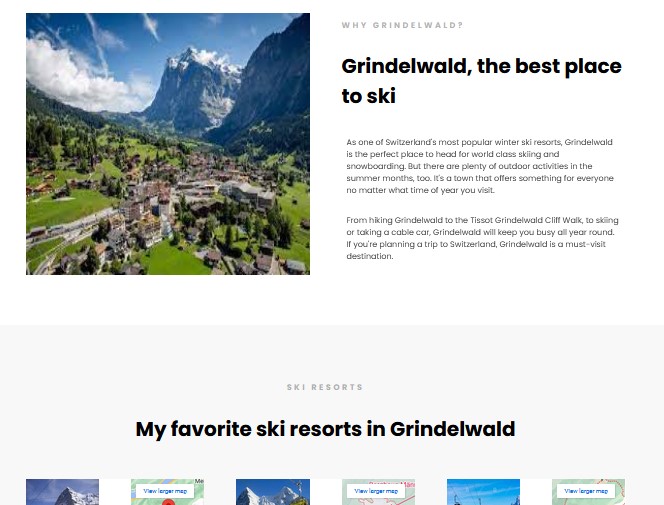 WHY GRINDELWALD?
Grindelwald, the best place
to ski
As one of Switzerland's most popular winter ski resorts, Grindelwald
is the perfect place to head for world class skiing and
snowboarding. But there are plenty of outdoor activities in the
summer months, too. It's a town that offers something for everyone
no matter what time of year you visit.
From hiking Grindelwald to the Tissot Grindelwald Cliff Walk, to skiing
or taking a cable car, Grindelwald will keep you busy all year round.
If you're planning a trip to Switzerland, Grindelwald is a must-visit
destination.
SKI RESORTS
My favorite ski resorts in Grindelwald
View larger map
View larger map
View larger map